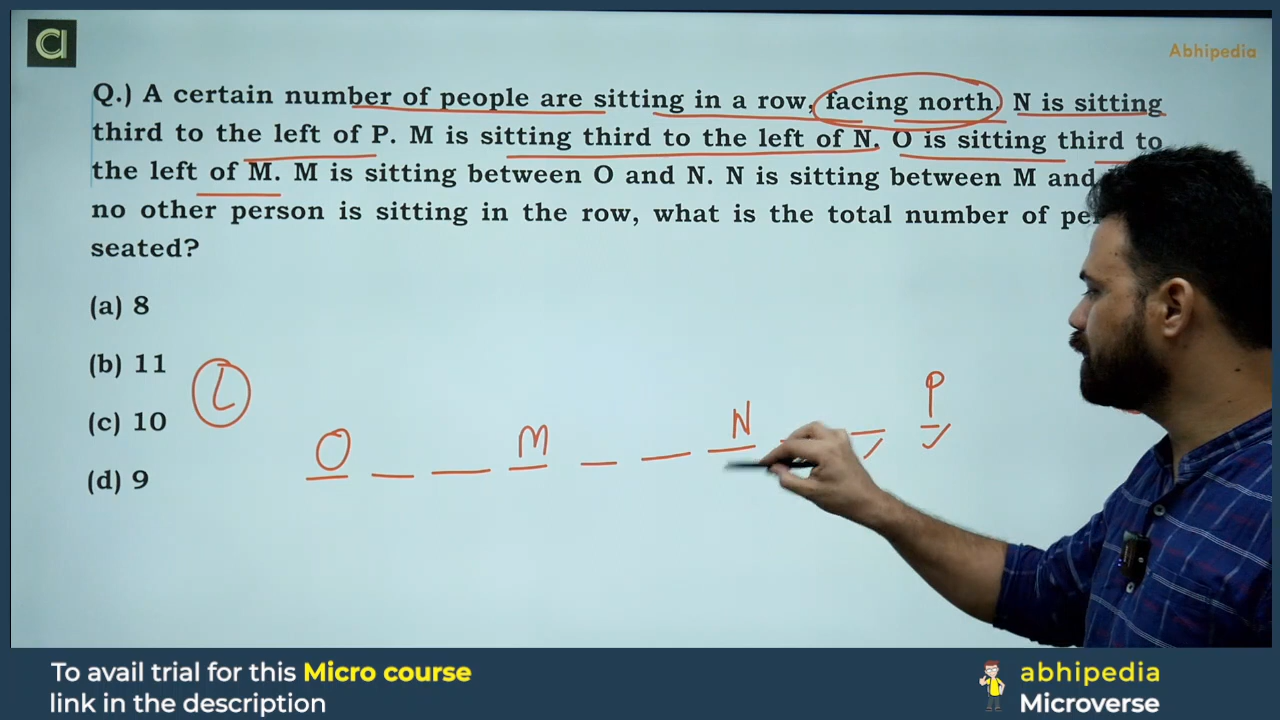 Abhipedia
Q.) A certain number of people are sitting in a row, facing north. N is sitting
third to the left of P. M is sitting third to the left of N. O is sitting third to
the left of M. M is sitting between O and N. N is sitting between M and
no other person is sitting in the row, what is the total number of
seated?
(a) 8
(b) 11
(c) 10
(d) 9
L
O M N P
To avail trial for this Micro course
link in the description
abhipedia
Microverse